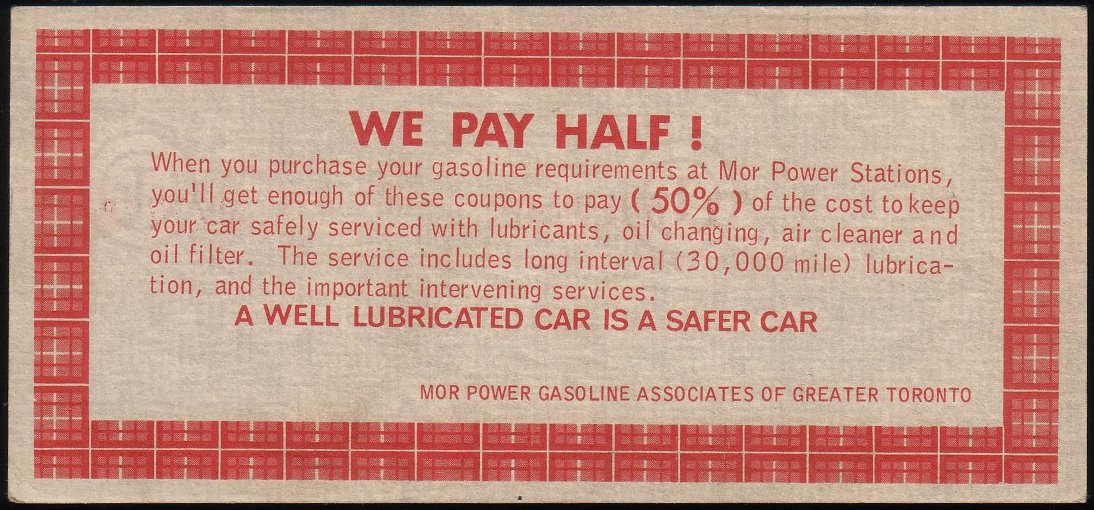 WE PAY HALF !
When you purchase your gasoline requirements at Mor Power Stations,
you'll get enough of these coupons to pay ( 50% ) of the cost to keep
your car safely serviced with lubricants, oil changing, air cleaner and
oil filter. The service includes long interval (30,000 mile) lubrica-
tion, and the important intervening services.
A WELL LUBRICATED CAR IS A SAFER CAR
MOR POWER GASOLINE ASSOCIATES OF GREATER TORONTO